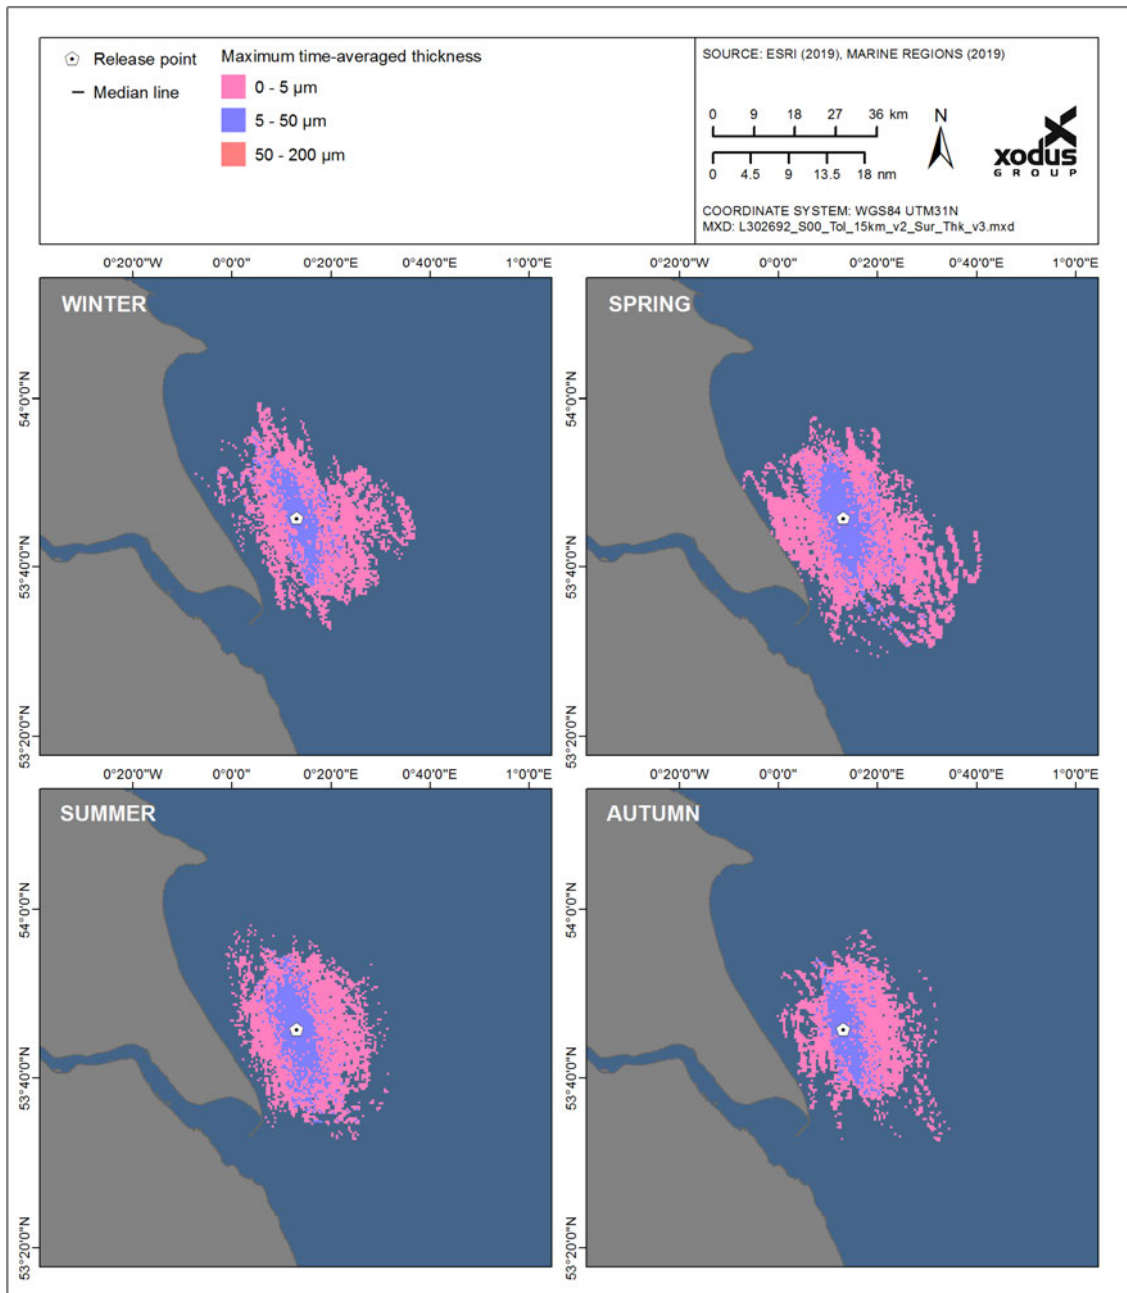 Release point
Median line
Maximum time-averaged thickness
0 - 5 µm
5 - 50 µm
50 - 200 µm
SOURCE: ESRI (2019), MARINE REGIONS (2019)
0 9 18 27 36 km
0 4.5 9 13.5 18 nm
N
xodus
GROUP
COORDINATE SYSTEM: WGS84 UTM31N
MXD: L302692_S00_Tol_15km_v2_Sur_Thk_v3.mxd
0°20'0"W 0°0'0" 0°20'0"E 0°40'0"E 1°0'0"E
WINTER
54°0'0"N
53°40'0"N
53°20'0"N
0°20'0"W 0°0'0" 0°20'0"E 0°40'0"E 1°0'0"E
SPRING
54°0'0"N
53°40'0"N
53°20'0"N
0°20'0"W 0°0'0" 0°20'0"E 0°40'0"E 1°0'0"E
SUMMER
54°0'0"N
53°40'0"N
53°20'0"N
0°20'0"W 0°0'0" 0°20'0"E 0°40'0"E 1°0'0"E
AUTUMN
54°0'0"N
53°40'0"N
53°20'0"N